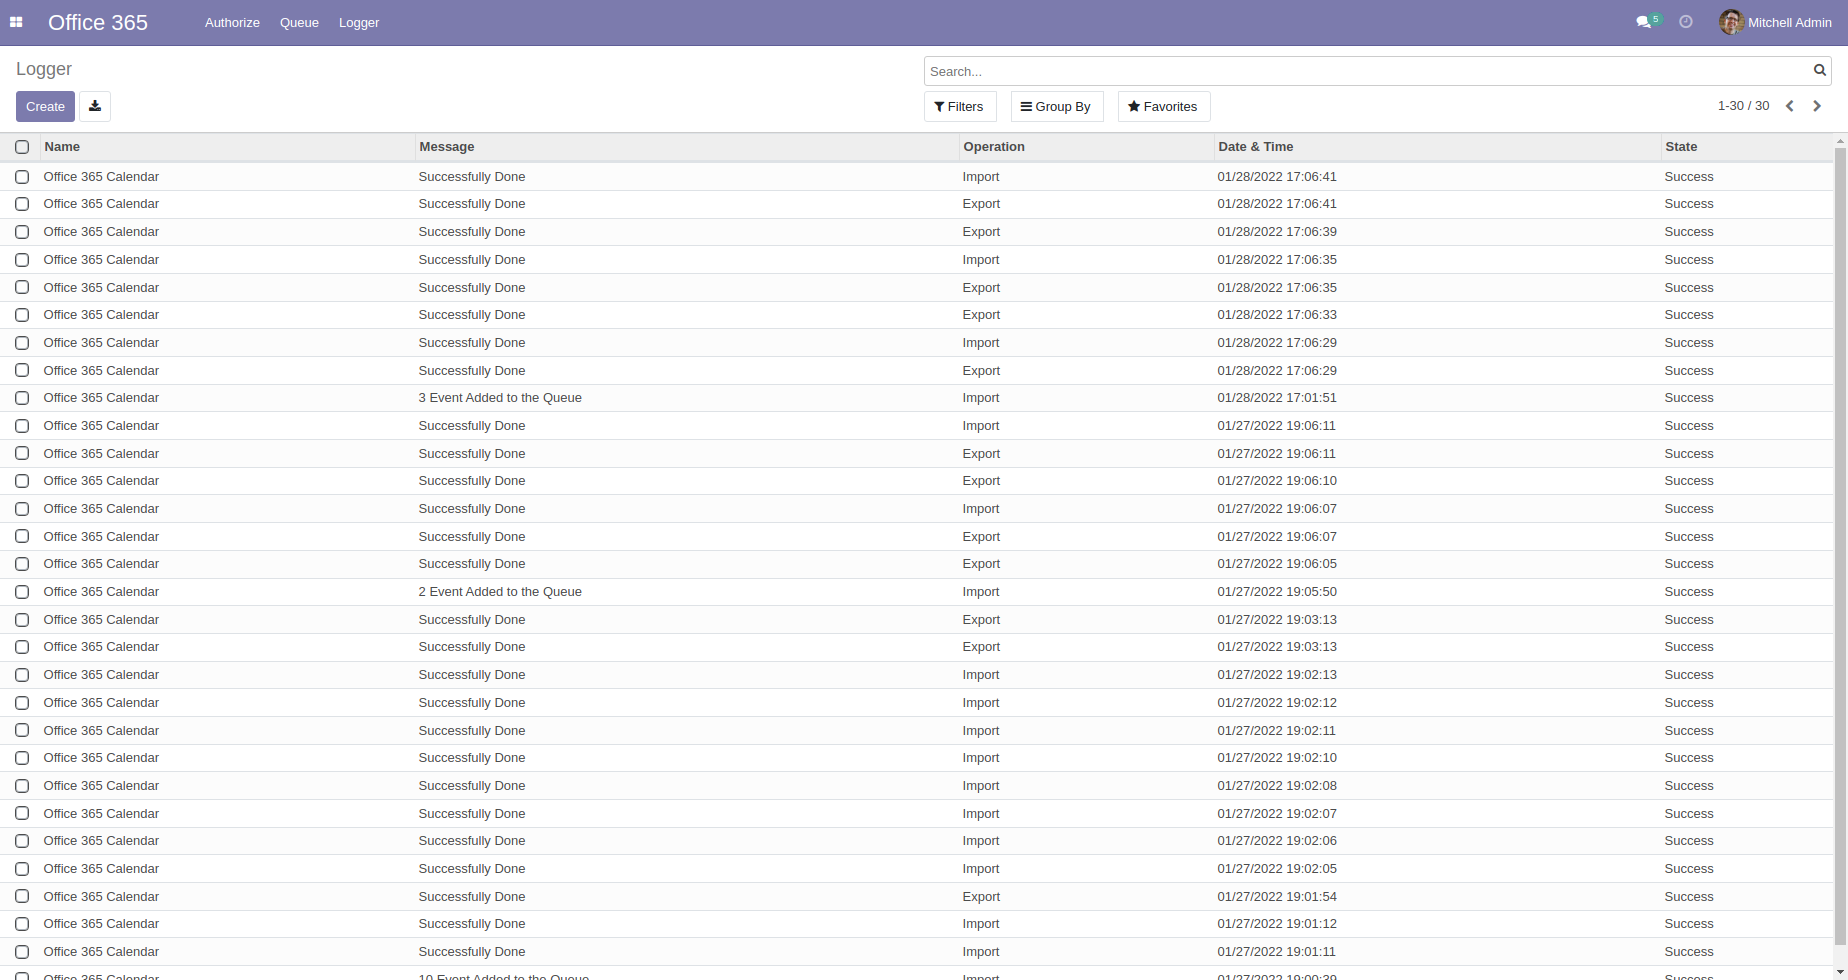 Office 365 Authorize Queue Logger 5 Mitchell Admin
Logger Search...
Create Filters Group By Favorites 1-30 / 30
Name Message Operation Date & Time State
Office 365 Calendar Successfully Done Import 01/28/2022 17:06:41 Success
Office 365 Calendar Successfully Done Export 01/28/2022 17:06:41 Success
Office 365 Calendar Successfully Done Export 01/28/2022 17:06:39 Success
Office 365 Calendar Successfully Done Import 01/28/2022 17:06:35 Success
Office 365 Calendar Successfully Done Export 01/28/2022 17:06:35 Success
Office 365 Calendar Successfully Done Export 01/28/2022 17:06:33 Success
Office 365 Calendar Successfully Done Import 01/28/2022 17:06:29 Success
Office 365 Calendar Successfully Done Export 01/28/2022 17:06:29 Success
Office 365 Calendar 3 Event Added to the Queue Import 01/28/2022 17:01:51 Success
Office 365 Calendar Successfully Done Import 01/27/2022 19:06:11 Success
Office 365 Calendar Successfully Done Export 01/27/2022 19:06:11 Success
Office 365 Calendar Successfully Done Export 01/27/2022 19:06:10 Success
Office 365 Calendar Successfully Done Import 01/27/2022 19:06:07 Success
Office 365 Calendar Successfully Done Export 01/27/2022 19:06:07 Success
Office 365 Calendar Successfully Done Export 01/27/2022 19:06:05 Success
Office 365 Calendar 2 Event Added to the Queue Import 01/27/2022 19:05:50 Success
Office 365 Calendar Successfully Done Export 01/27/2022 19:03:13 Success
Office 365 Calendar Successfully Done Export 01/27/2022 19:03:13 Success
Office 365 Calendar Successfully Done Import 01/27/2022 19:02:13 Success
Office 365 Calendar Successfully Done Import 01/27/2022 19:02:12 Success
Office 365 Calendar Successfully Done Import 01/27/2022 19:02:11 Success
Office 365 Calendar Successfully Done Import 01/27/2022 19:02:10 Success
Office 365 Calendar Successfully Done Import 01/27/2022 19:02:08 Success
Office 365 Calendar Successfully Done Import 01/27/2022 19:02:07 Success
Office 365 Calendar Successfully Done Import 01/27/2022 19:02:06 Success
Office 365 Calendar Successfully Done Import 01/27/2022 19:02:05 Success
Office 365 Calendar Successfully Done Export 01/27/2022 19:01:54 Success
Office 365 Calendar Successfully Done Import 01/27/2022 19:01:12 Success
Office 365 Calendar Successfully Done Import 01/27/2022 19:01:11 Success
Office 365 Calendar 10 Event Added to the Queue Import 01/27/2022 19:00:39 Success